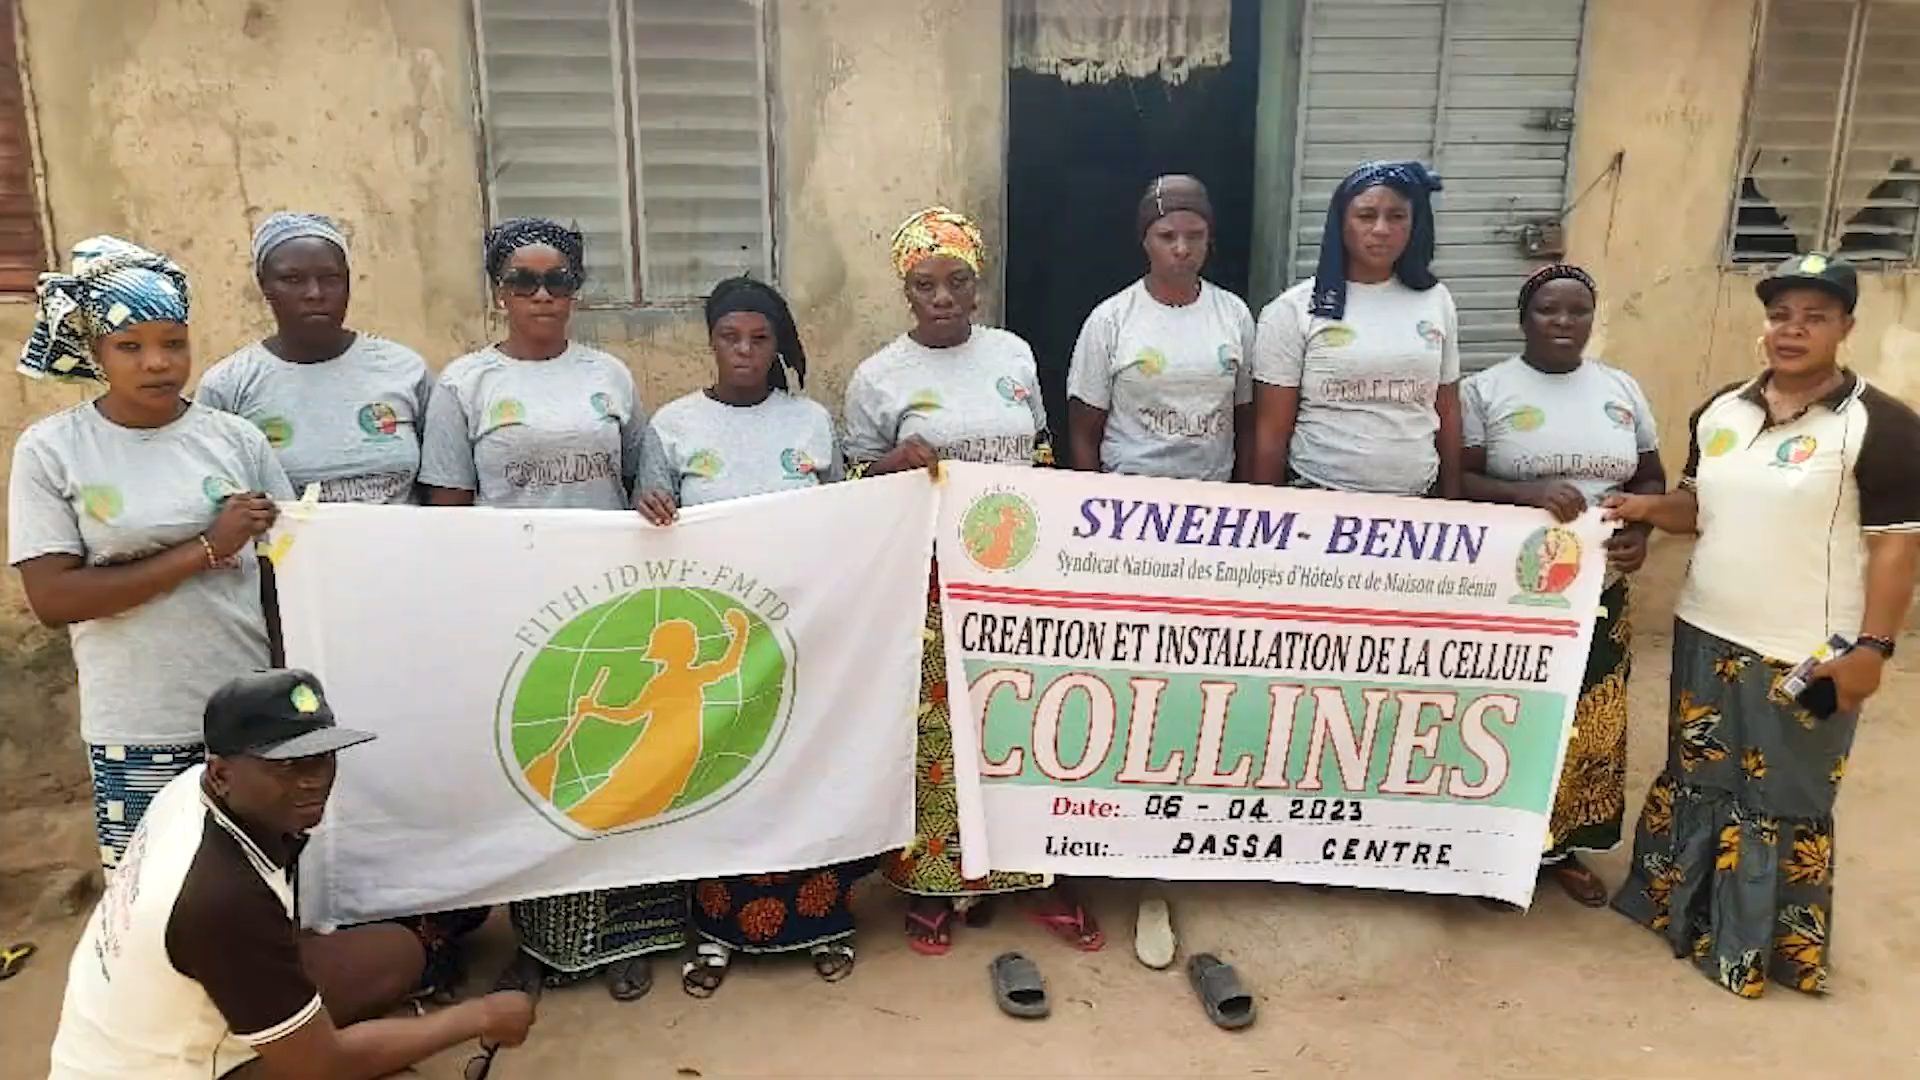 FITH·IDWF·FMTD
SYNEHM- BENIN
Syndicat National des Employés d'Hôtels et de Maison du Bénin
CREATION ET INSTALLATION DE LA CELLULE
COLLINES
Date: 06 - 04 2023
Lieu: DASSA CENTRE